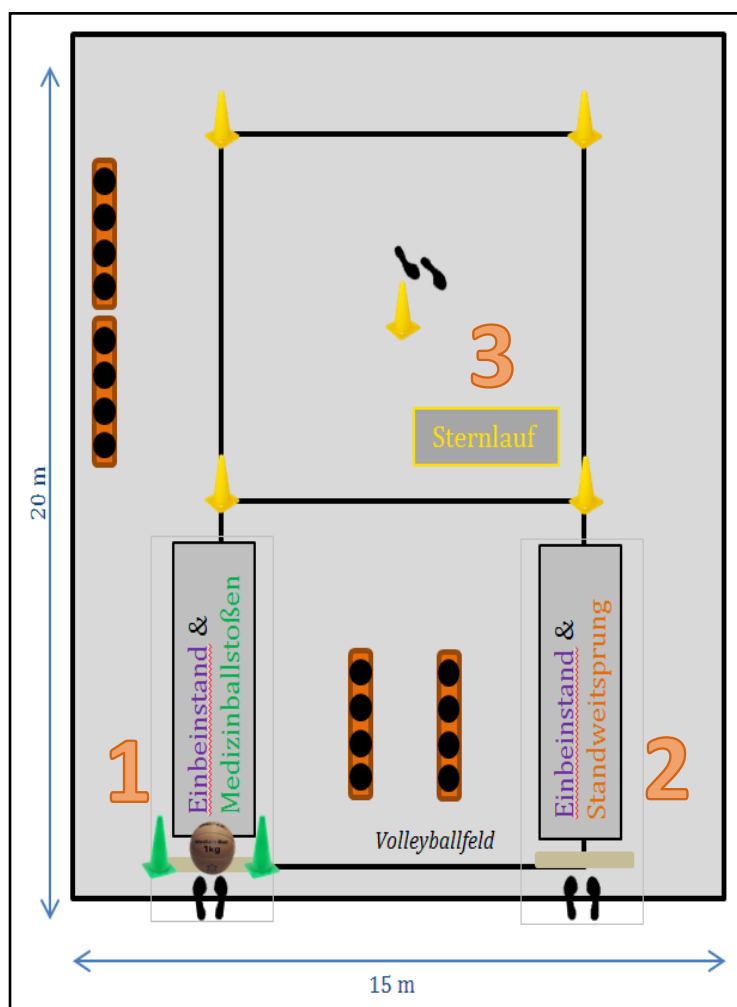 3
Sternlauf
20 m
Einbeinstand &
Medizinballstoßen
Einbeinstand &
Standweitsprung
1
2
1kg
Volleyballfeld
15 m